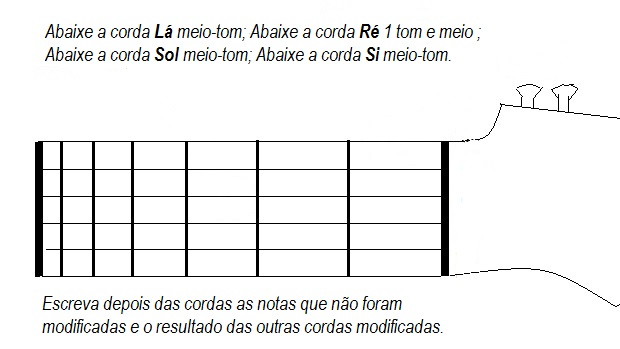 Abaixe a corda Lá meio-tom; Abaixe a corda Ré 1 tom e meio ;
Abaixe a corda Sol meio-tom; Abaixe a corda Si meio-tom.
Escreva depois das cordas as notas que não foram
modificadas e o resultado das outras cordas modificadas.